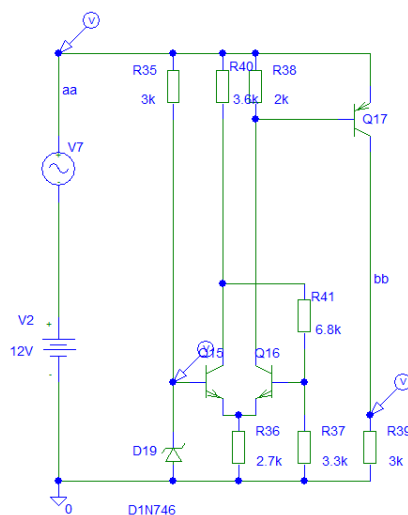 V
R35
R40
R38
aa
3k
3.6k
2k
Q17
V7
+
-
bb
R41
V2
+
6.8k
12V
V
Q15
Q16
-
V
D19
R36
R37
R39
2.7k
3.3k
3k
0
D1N746